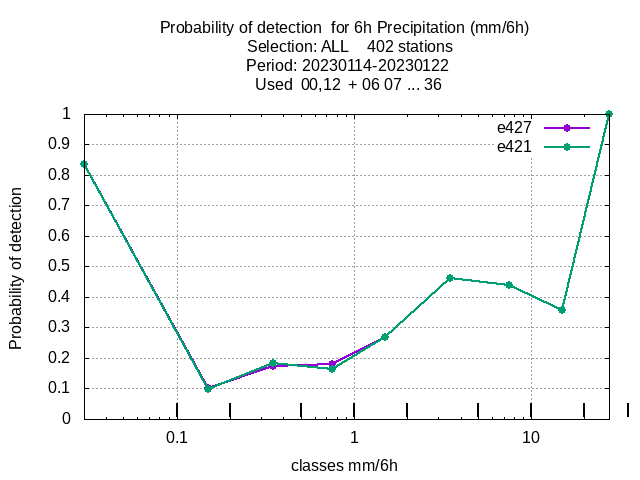 Probability of detection  for 6h Precipitation (mm/6h)
Selection: ALL    402 stations
Period: 20230114-20230122
Used  00,12  + 06 07 ... 36
e427
e421
1
0.9
0.8
0.7
0.6
0.5
0.4
0.3
0.2
0.1
0
Probability of detection
0.1 1 10
classes mm/6h